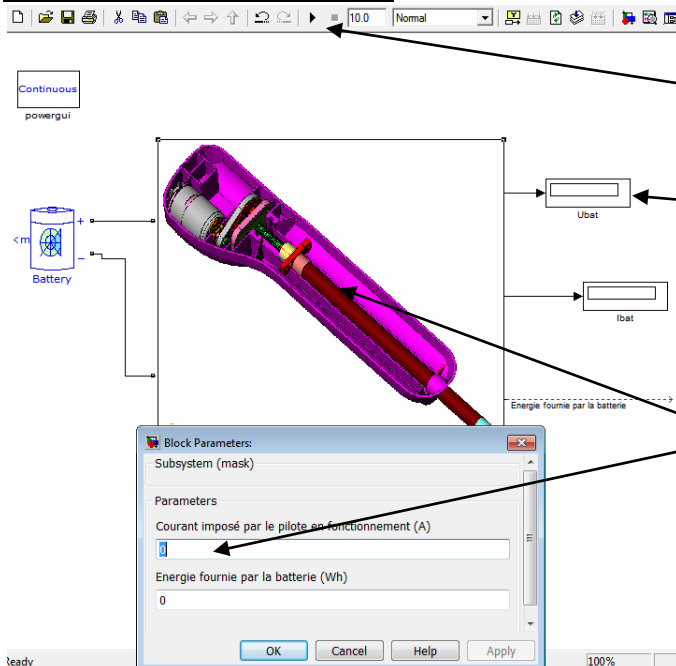 10.0
Normal
Continuous
powergui
Ubat
<m
+
−
Battery
Ibat
Energie fournie par la batterie
Block Parameters:
Subsystem (mask)
Parameters
Courant imposé par le pilote en fonctionnement (A)
0
Energie fournie par la batterie (Wh)
0
OK
Cancel
Help
Apply
Ready
100%